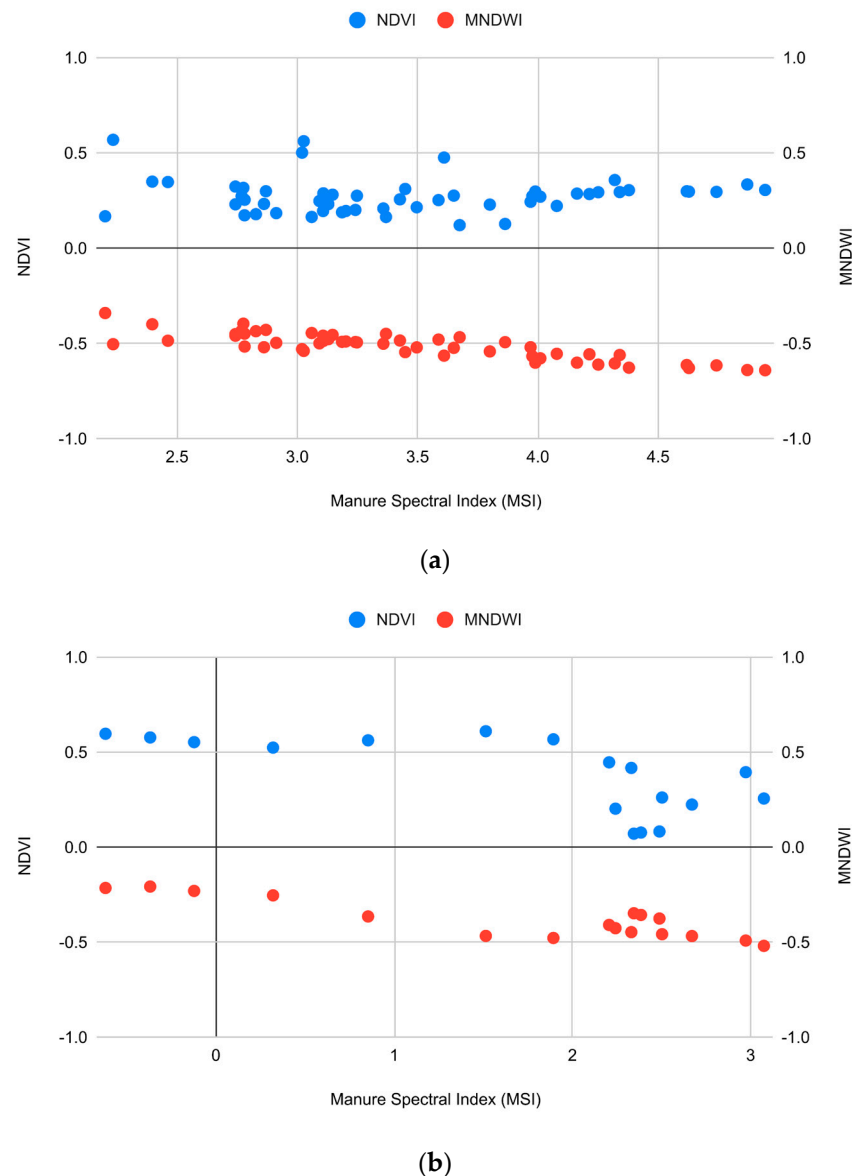 NDVI MNDWI
1.0 1.0
0.5 0.5
0.0 0.0
-0.5 -0.5
-1.0 -1.0
NDVI
MNDWI
2.5 3.0 3.5 4.0 4.5
Manure Spectral Index (MSI)
(a)
NDVI MNDWI
1.0 1.0
0.5 0.5
0.0 0.0
-0.5 -0.5
-1.0 -1.0
NDVI
MNDWI
0 1 2 3
Manure Spectral Index (MSI)
(b)